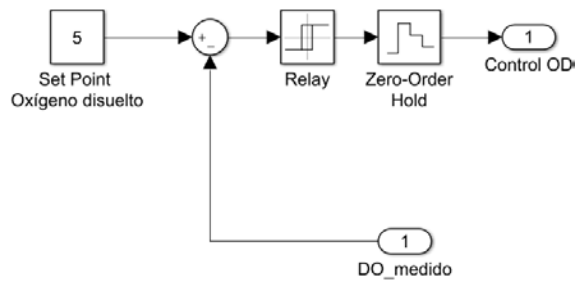 5
Set Point
Oxígeno disuelto
+
_
Relay
Zero-Order
Hold
1
Control OD
1
DO_medido